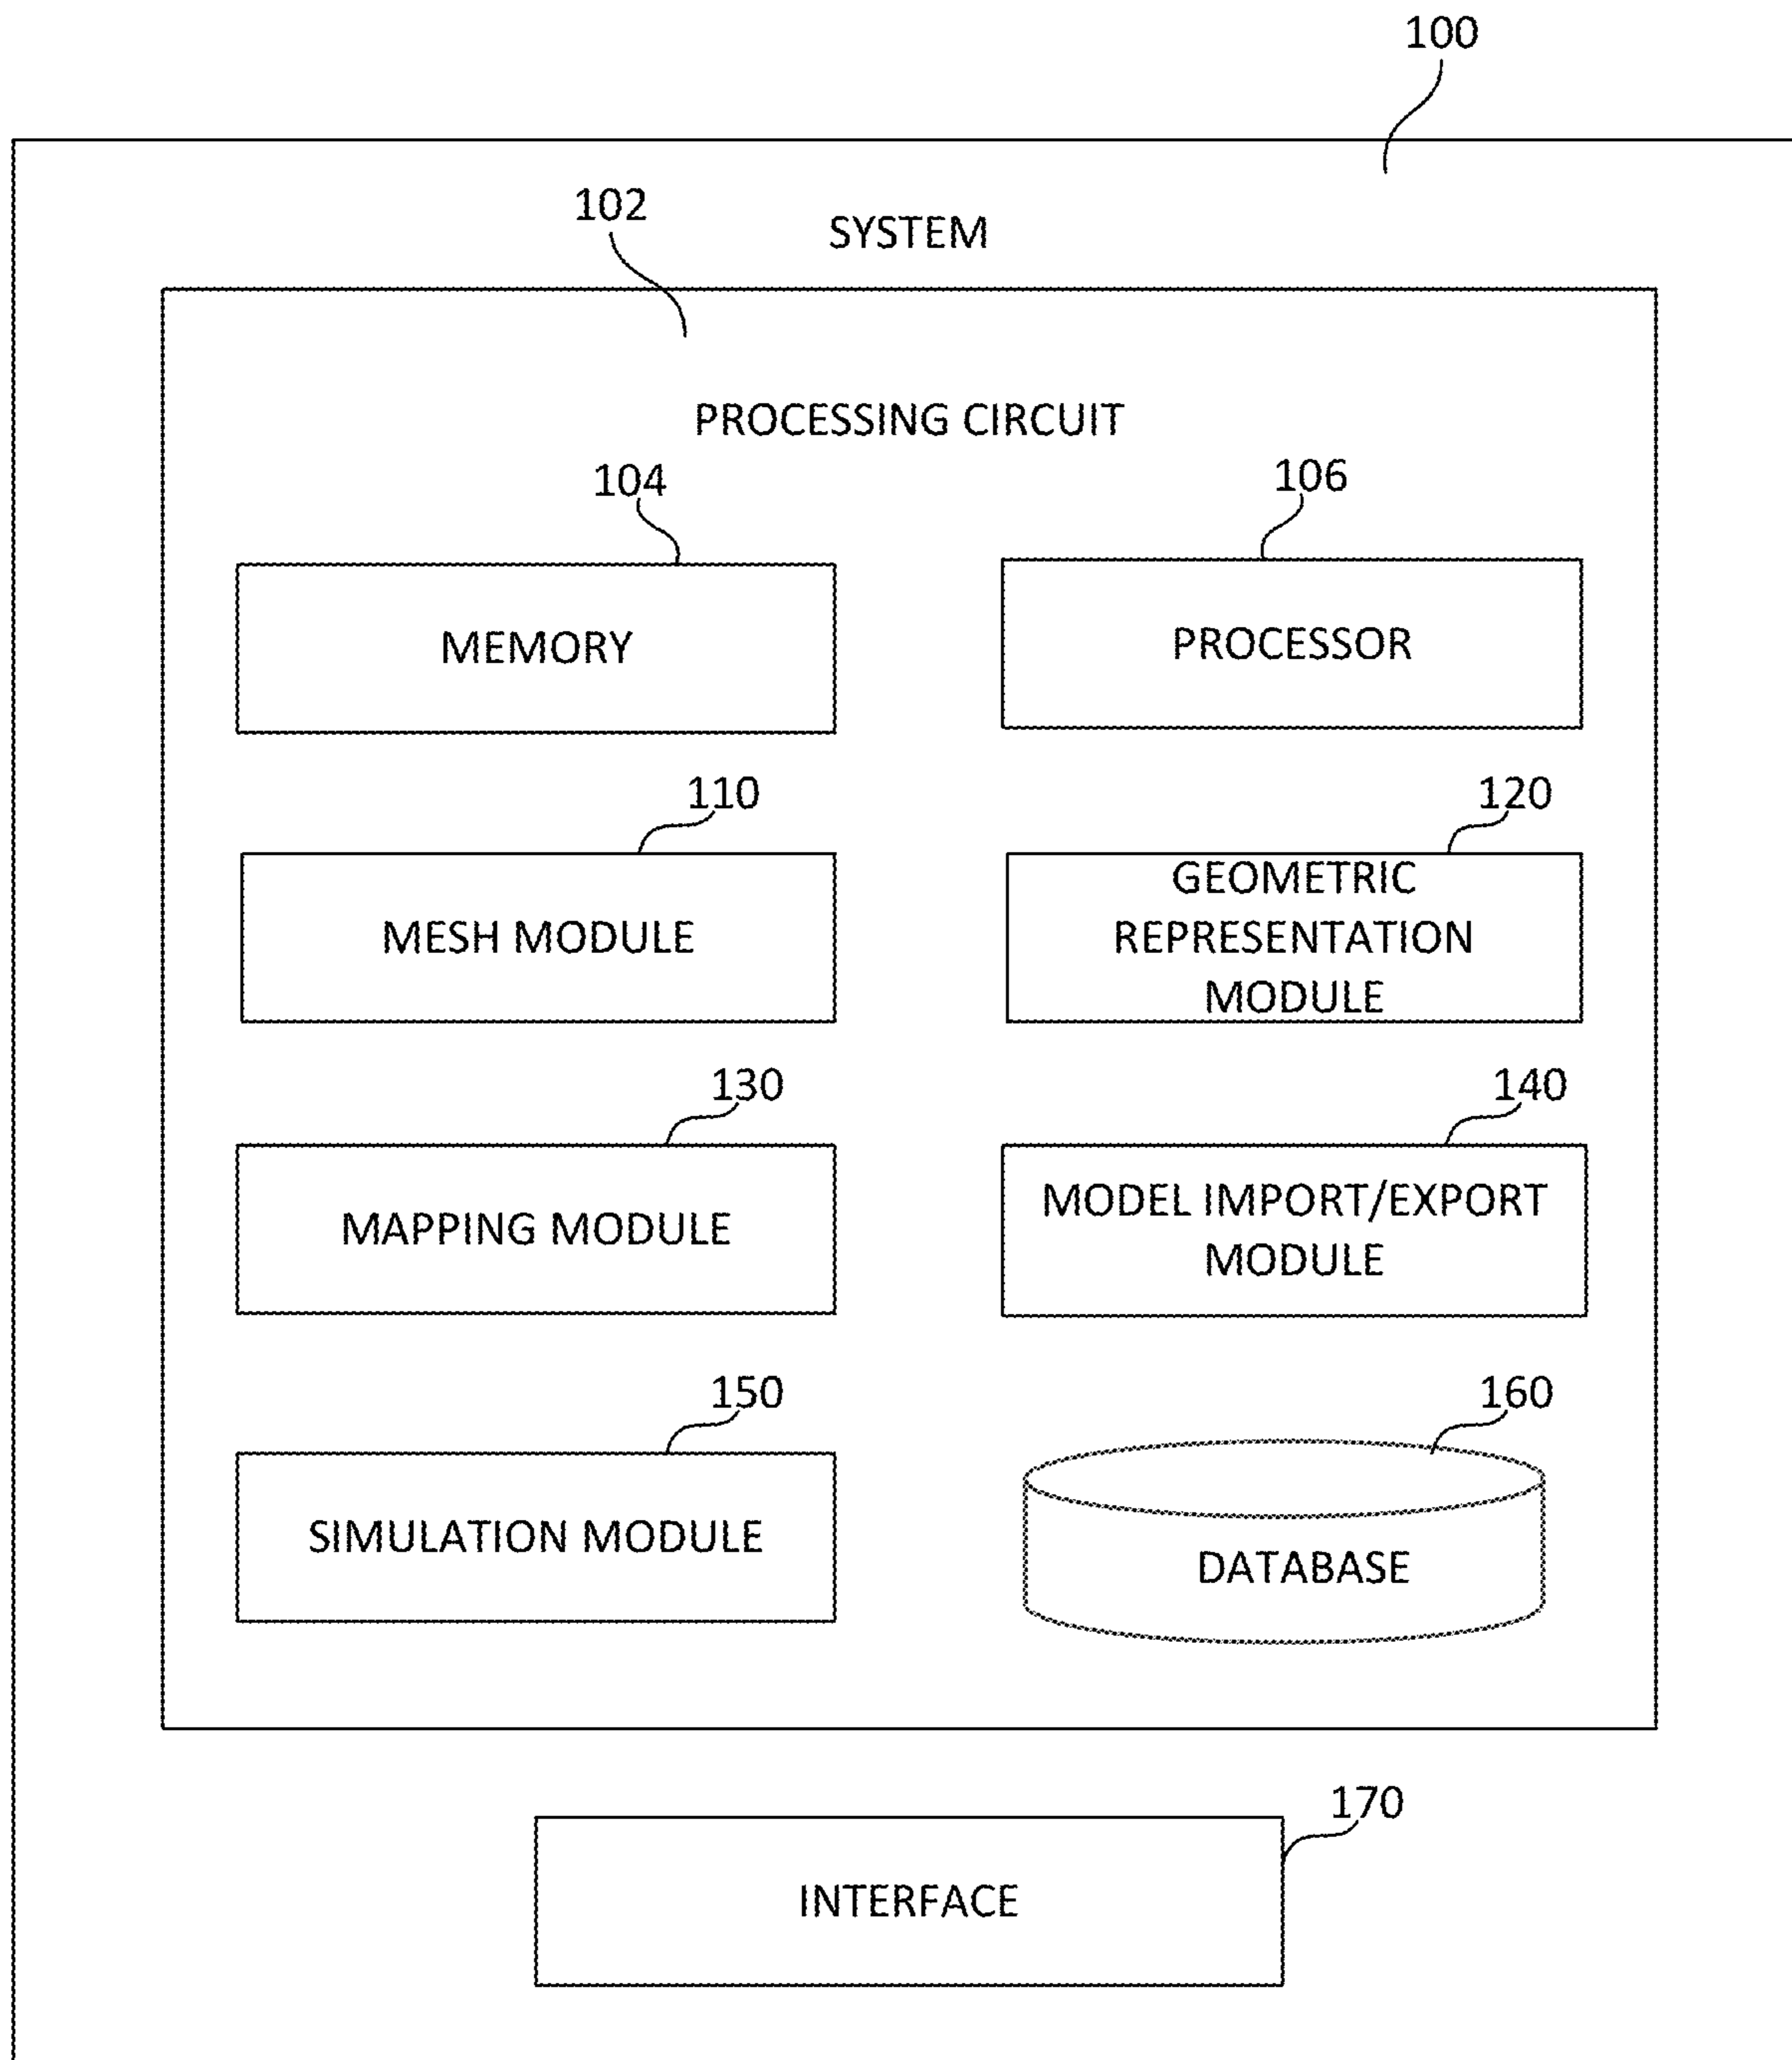 100
102
SYSTEM
PROCESSING CIRCUIT
104
106
MEMORY
PROCESSOR
110
120
MESH MODULE
GEOMETRIC
REPRESENTATION
MODULE
130
140
MAPPING MODULE
MODEL IMPORT/EXPORT
MODULE
150
160
SIMULATION MODULE
DATABASE
170
INTERFACE